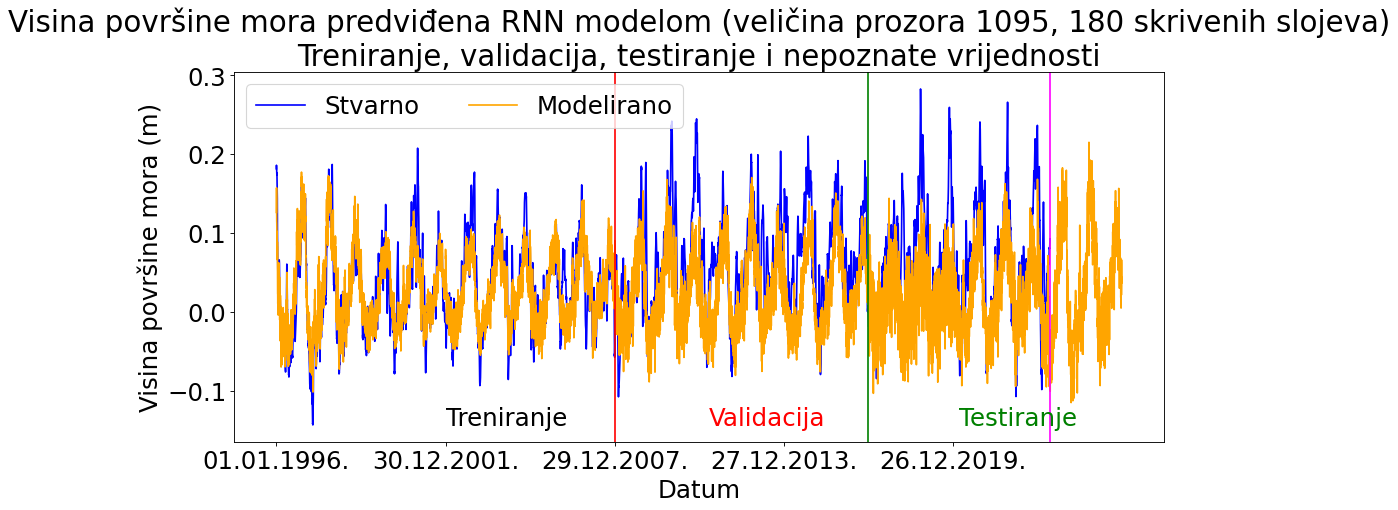 Visina površine mora predviđena RNN modelom (veličina prozora 1095, 180 skrivenih slojeva)
Treniranje, validacija, testiranje i nepoznate vrijednosti
Stvarno
Modelirano
Visina površine mora (m)
0.3
0.2
0.1
0.0
−0.1
Treniranje
Validacija
Testiranje
01.01.1996.
30.12.2001.
29.12.2007.
27.12.2013.
26.12.2019.
Datum